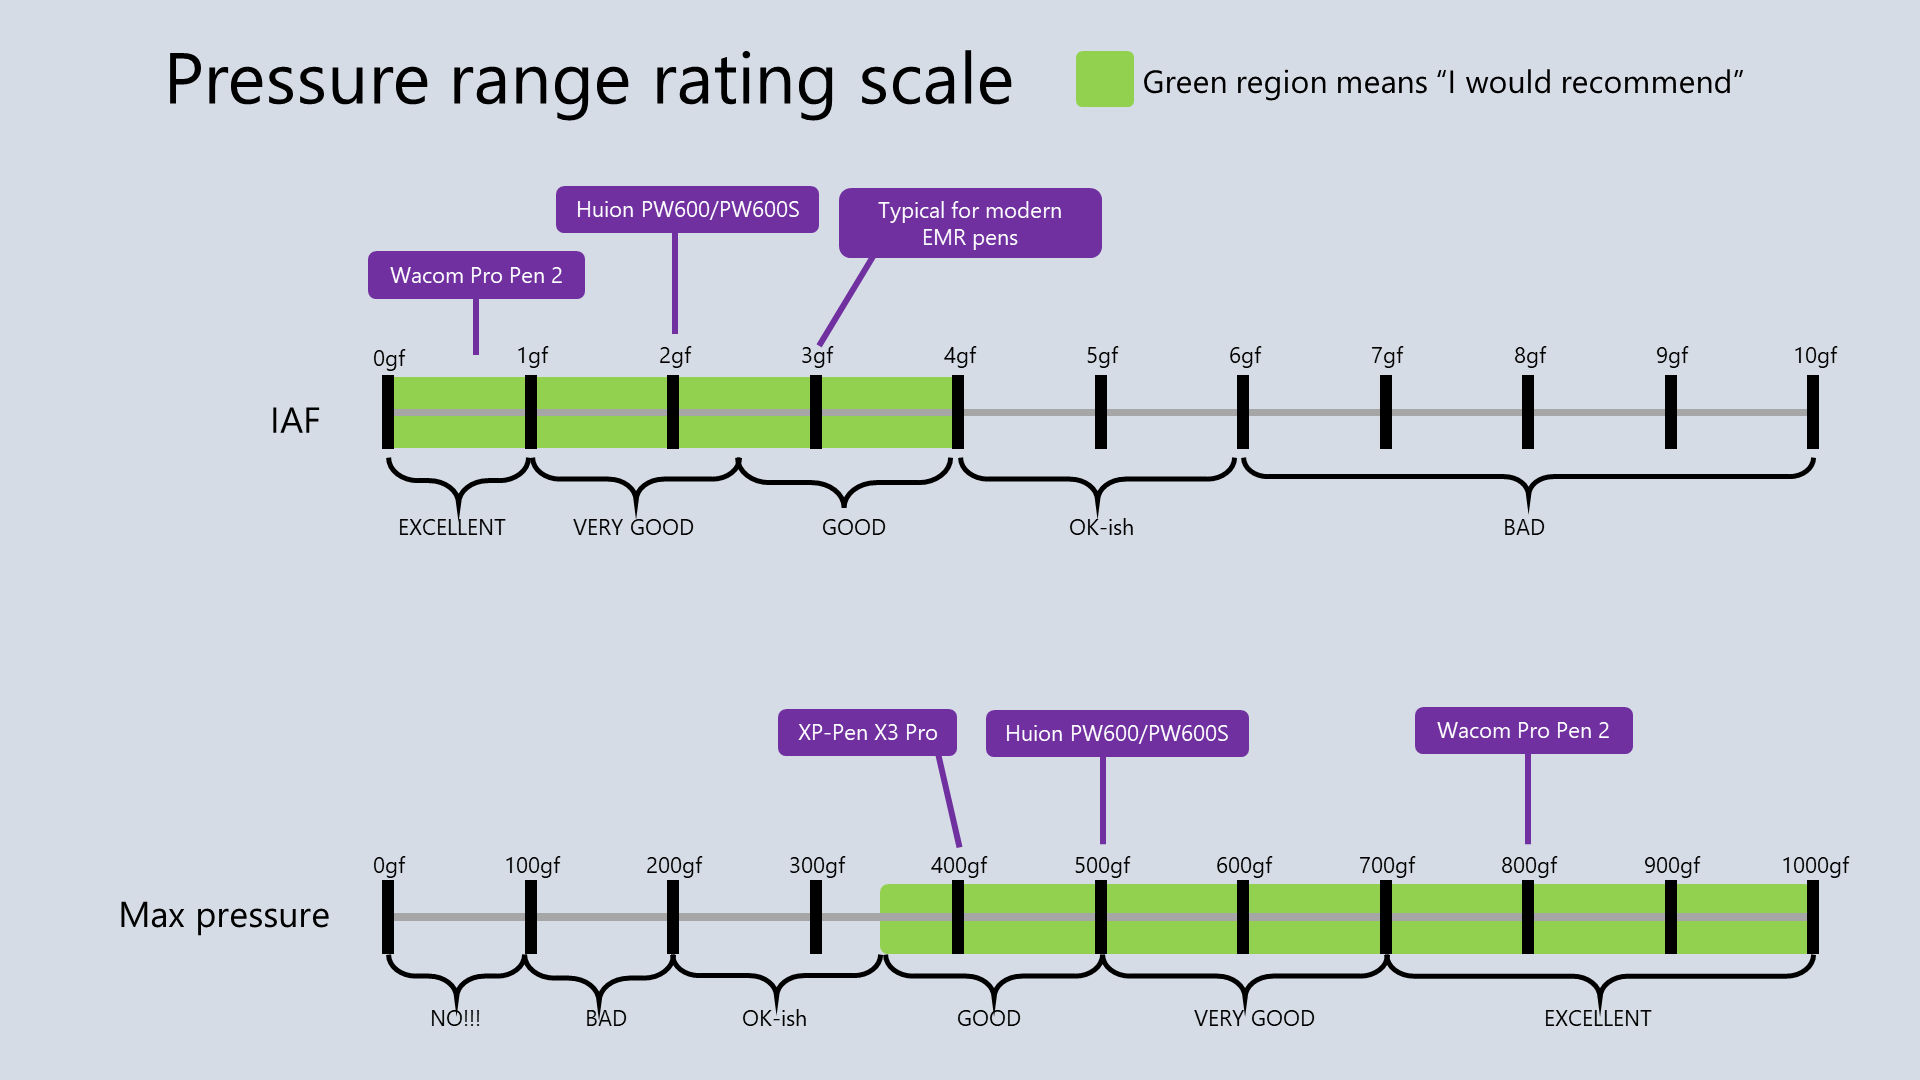 Pressure range rating scale
Green region means “I would recommend”
Huion PW600/PW600S
Typical for modern
EMR pens
Wacom Pro Pen 2
0gf 1gf 2gf 3gf 4gf 5gf 6gf 7gf 8gf 9gf 10gf
IAF
EXCELLENT VERY GOOD GOOD OK-ish BAD
XP-Pen X3 Pro Huion PW600/PW600S Wacom Pro Pen 2
0gf 100gf 200gf 300gf 400gf 500gf 600gf 700gf 800gf 900gf 1000gf
Max pressure
NO!!! BAD OK-ish GOOD VERY GOOD EXCELLENT